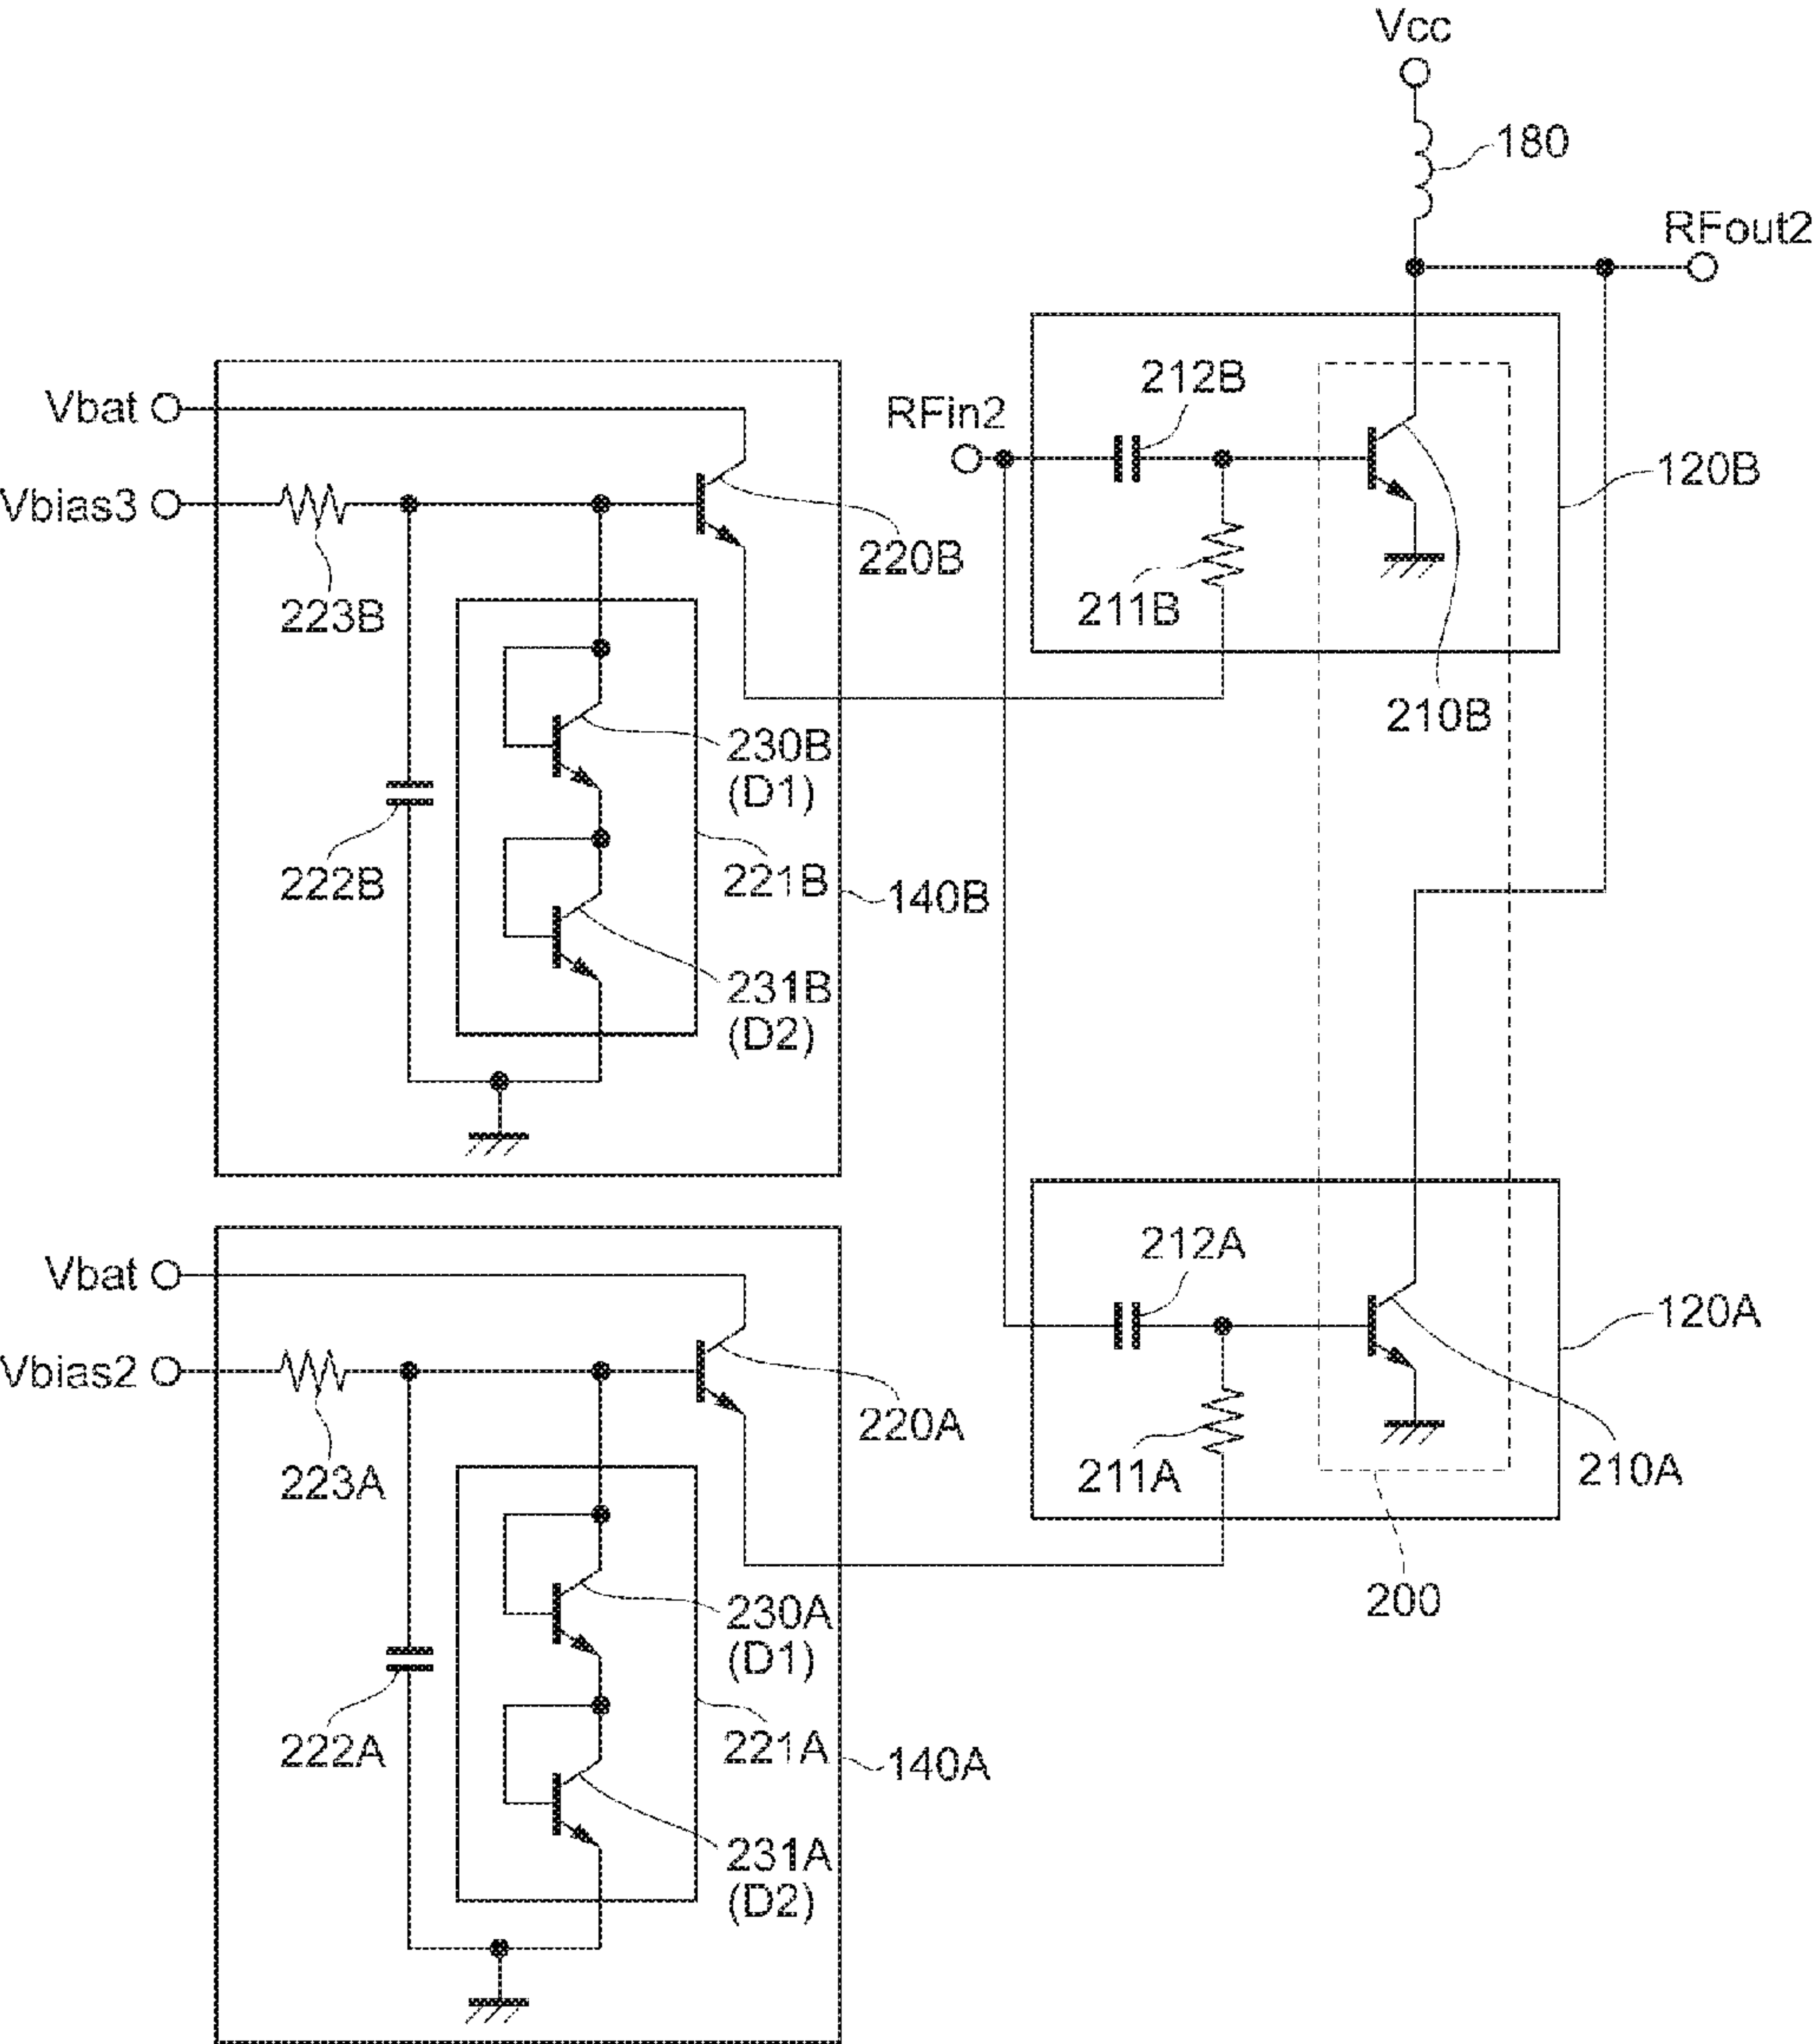 Vcc
180
RFout2
212B
Vbat
RFin2
120B
Vbias3
220B
223B
211B
210B
230B
(D1)
222B
221B
140B
231B
(D2)
212A
Vbat
120A
Vbias2
220A
223A
211A
210A
200
230A
(D1)
222A
221A
140A
231A
(D2)